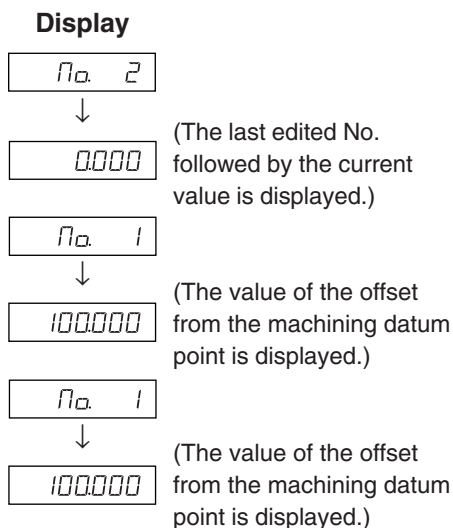 Display
No. 2
↓
0.000
(The last edited No.
followed by the current
value is displayed.)
No. 1
↓
100.000
(The value of the offset
from the machining datum
point is displayed.)
No. 1
↓
100.000
(The value of the offset
from the machining datum
point is displayed.)